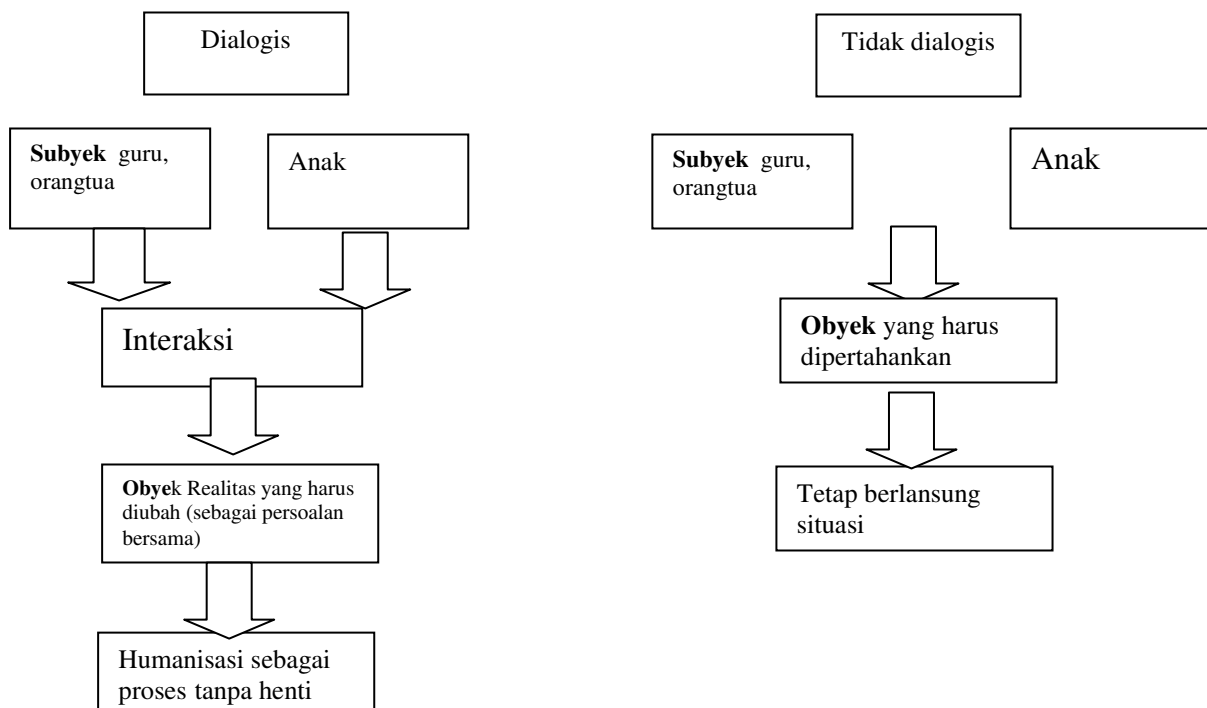 Dialogis
Tidak dialogis
Subyek guru,
orangtua
Anak
Subyek guru,
orangtua
Anak
Interaksi
Obyek yang harus
dipertahankan
Obyek Realitas yang harus
diubah (sebagai persoalan
bersama)
Tetap berlansung
situasi
Humanisasi sebagai
proses tanpa henti